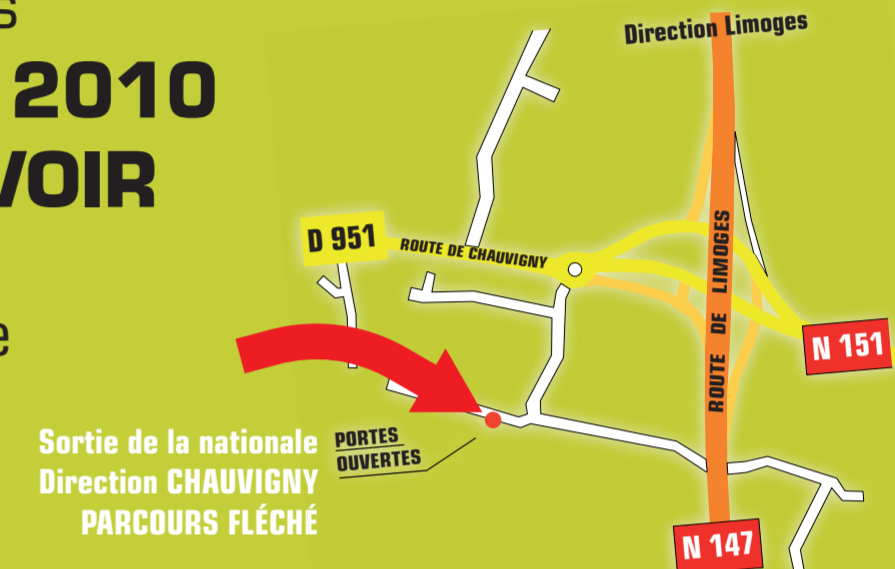 2010
Direction Limoges
D 951
ROUTE DE CHAUVIGNY
ROUTE DE LIMOGES
N 151
Sortie de la nationale
Direction CHAUVIGNY
PARCOURS FLÉCHÉ
PORTES
OUVERTES
N 147